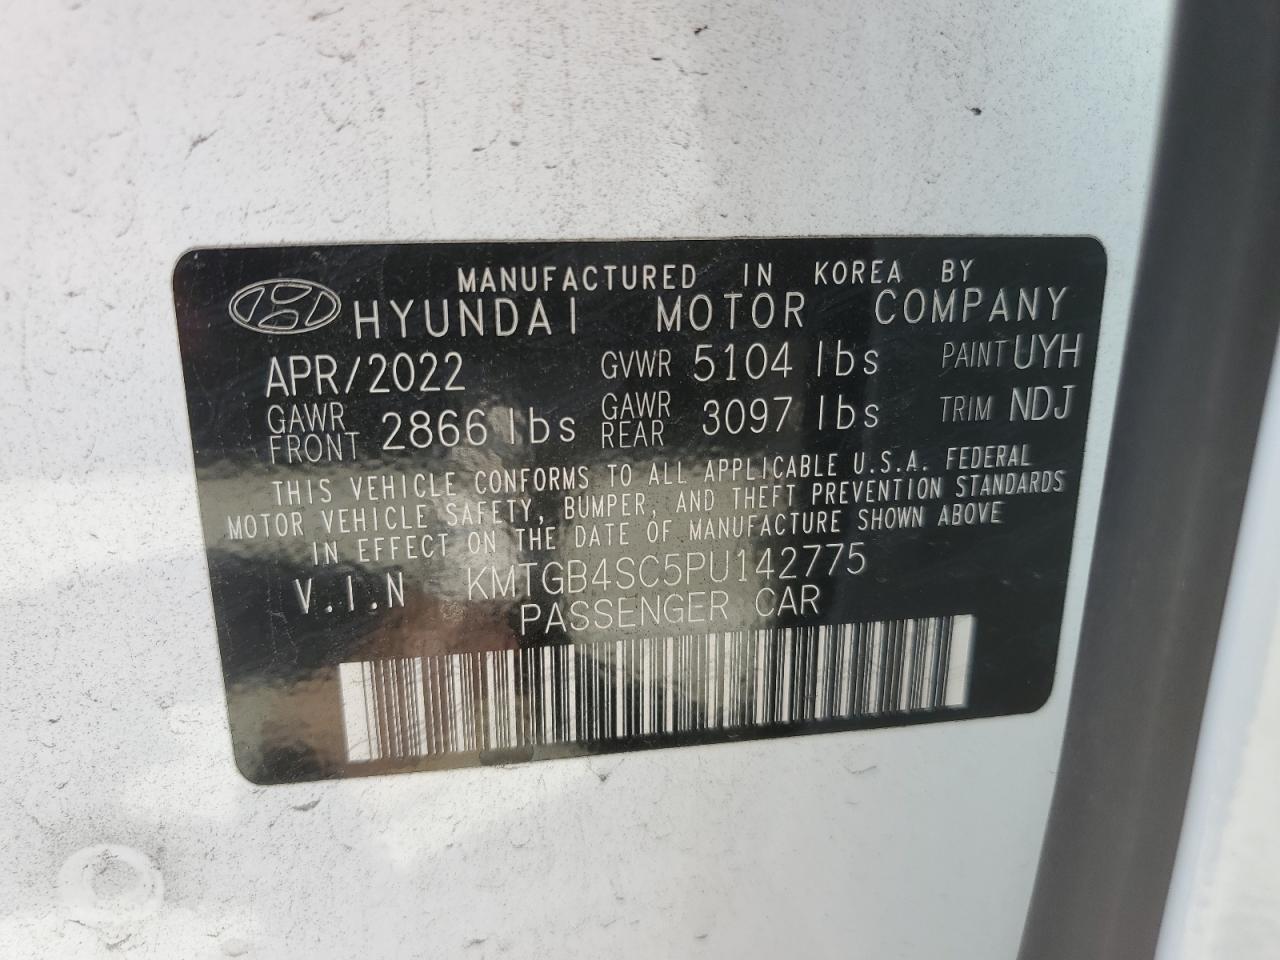 MANUFACTURED IN KOREA BY
HYUNDAI MOTOR COMPANY
APR/2022 GVWR 5104 lbs PAINT UYH
GAWR FRONT 2866 lbs GAWR REAR 3097 lbs TRIM NDJ
THIS VEHICLE CONFORMS TO ALL APPLICABLE U.S.A. FEDERAL
MOTOR VEHICLE SAFETY, BUMPER, AND THEFT PREVENTION STANDARDS
IN EFFECT ON THE DATE OF MANUFACTURE SHOWN ABOVE
V.I.N KMTGB4SC5PU142775
PASSENGER CAR